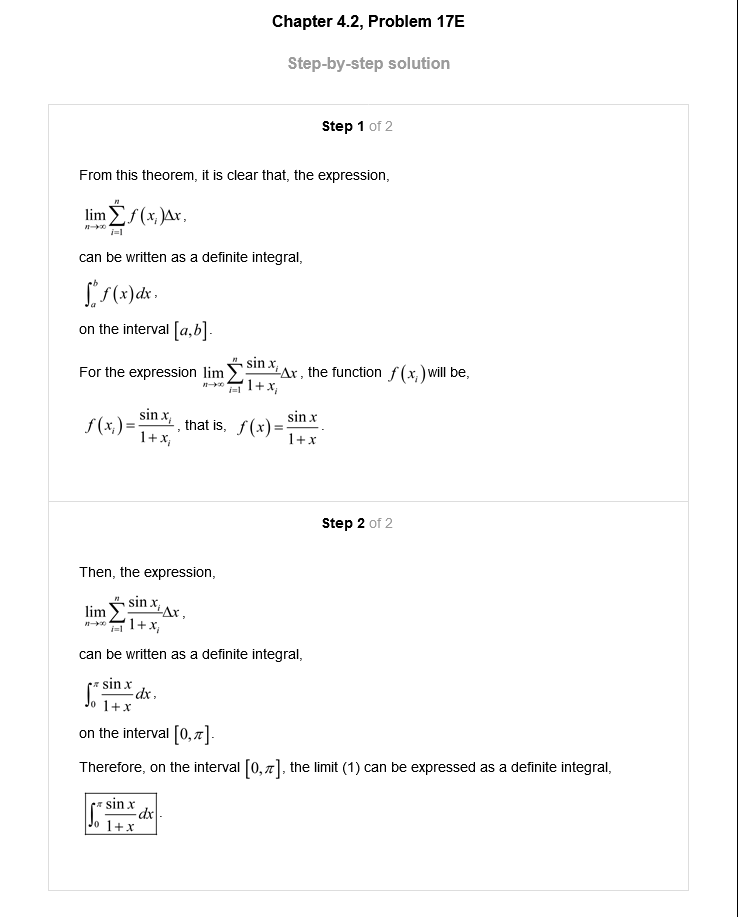 Chapter 4.2, Problem 17E
Step-by-step solution
Step 1 of 2
From this theorem, it is clear that, the expression,
$\lim_{n \to \infty} \sum_{i=1}^{n} f(x_i) \Delta x,$
can be written as a definite integral,
$\int_a^b f(x) dx,$
on the interval $[a,b]$.
For the expression $\lim_{n \to \infty} \sum_{i=1}^{n} \frac{\sin x_i}{1+x_i} \Delta x$, the function $f(x_i)$ will be,
$f(x_i) = \frac{\sin x_i}{1+x_i}$, that is, $f(x) = \frac{\sin x}{1+x}$.
Step 2 of 2
Then, the expression,
$\lim_{n \to \infty} \sum_{i=1}^{n} \frac{\sin x_i}{1+x_i} \Delta x,$
can be written as a definite integral,
$\int_0^{\pi} \frac{\sin x}{1+x} dx,$
on the interval $[0,\pi]$.
Therefore, on the interval $[0,\pi]$, the limit (1) can be expressed as a definite integral,
$\int_0^{\pi} \frac{\sin x}{1+x} dx$.